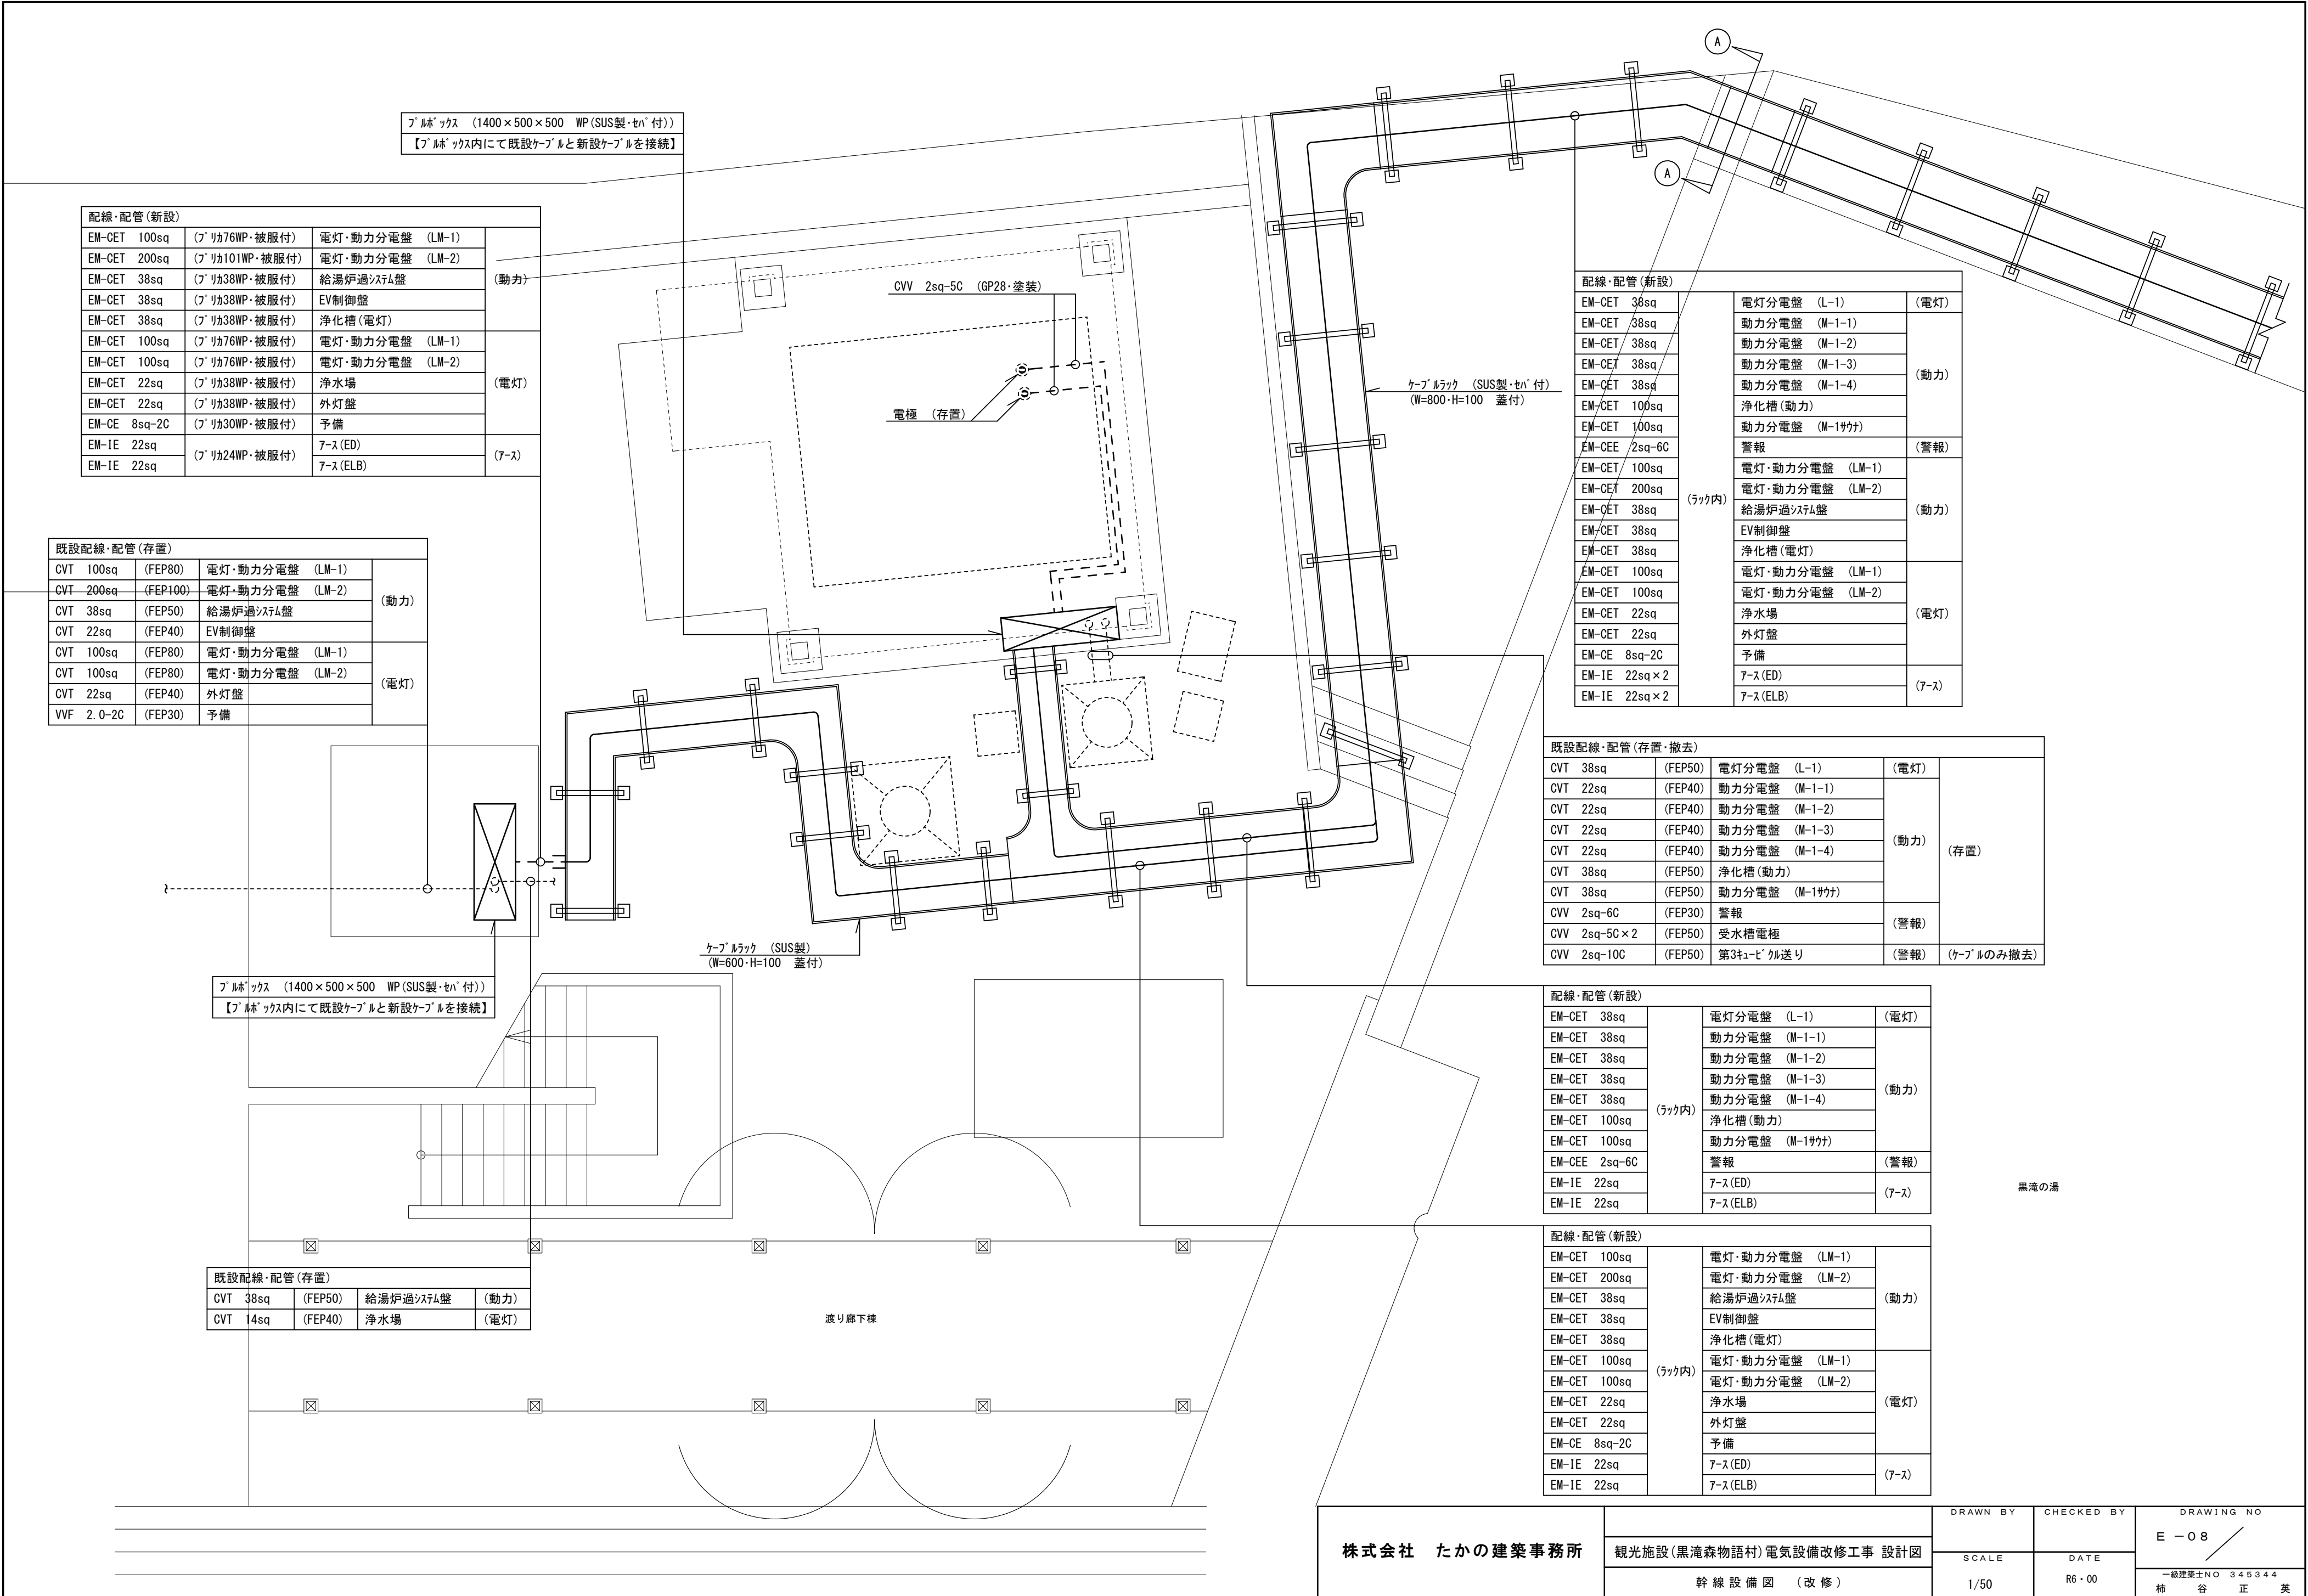 A
A
ﾌﾟﾙﾎﾞｯｸｽ （1400×500×500 WP(SUS製･ｾﾊﾟ付)）
【ﾌﾟﾙﾎﾞｯｸｽ内にて既設ｹｰﾌﾞﾙと新設ｹｰﾌﾞﾙを接続】
配線･配管(新設)
EM-CET 100sq (ﾌﾟﾘｶ76WP･被服付) 電灯･動力分電盤 (LM-1)
EM-CET 200sq (ﾌﾟﾘｶ101WP･被服付) 電灯･動力分電盤 (LM-2)
EM-CET 38sq (ﾌﾟﾘｶ38WP･被服付) 給湯炉過ｼｽﾃﾑ盤 (動力)
EM-CET 38sq (ﾌﾟﾘｶ38WP･被服付) EV制御盤
EM-CET 38sq (ﾌﾟﾘｶ38WP･被服付) 浄化槽(電灯)
EM-CET 100sq (ﾌﾟﾘｶ76WP･被服付) 電灯･動力分電盤 (LM-1)
EM-CET 100sq (ﾌﾟﾘｶ76WP･被服付) 電灯･動力分電盤 (LM-2)
EM-CET 22sq (ﾌﾟﾘｶ38WP･被服付) 浄水場 (電灯)
EM-CET 22sq (ﾌﾟﾘｶ38WP･被服付) 外灯盤
EM-CE 8sq-2C (ﾌﾟﾘｶ30WP･被服付) 予備
EM-IE 22sq (ﾌﾟﾘｶ24WP･被服付) ｱｰｽ(ED) (ｱｰｽ)
EM-IE 22sq ｱｰｽ(ELB)
CVV 2sq-5C （GP28･塗装）
電極 （存置）
ｹｰﾌﾞﾙﾗｯｸ （SUS製･ｾﾊﾟ付）
(W=800･H=100 蓋付)
配線･配管(新設)
EM-CET 38sq 電灯分電盤 (L-1) (電灯)
EM-CET 38sq 動力分電盤 (M-1-1)
EM-CET 38sq 動力分電盤 (M-1-2)
EM-CET 38sq 動力分電盤 (M-1-3) (動力)
EM-CET 38sq 動力分電盤 (M-1-4)
EM-CET 100sq 浄化槽(動力)
EM-CET 100sq 動力分電盤 (M-1ｻｳﾅ)
EM-CEE 2sq-6C 警報 (警報)
EM-CET 100sq 電灯･動力分電盤 (LM-1)
EM-CET 200sq (ﾗｯｸ内) 電灯･動力分電盤 (LM-2)
EM-CET 38sq 給湯炉過ｼｽﾃﾑ盤 (動力)
EM-CET 38sq EV制御盤
EM-CET 38sq 浄化槽(電灯)
EM-CET 100sq 電灯･動力分電盤 (LM-1)
EM-CET 100sq 電灯･動力分電盤 (LM-2)
EM-CET 22sq 浄水場 (電灯)
EM-CET 22sq 外灯盤
EM-CE 8sq-2C 予備
EM-IE 22sq×2 ｱｰｽ(ED) (ｱｰｽ)
EM-IE 22sq×2 ｱｰｽ(ELB)
既設配線･配管(存置)
CVT 100sq (FEP80) 電灯･動力分電盤 (LM-1)
CVT 200sq (FEP100) 電灯･動力分電盤 (LM-2) (動力)
CVT 38sq (FEP50) 給湯炉過ｼｽﾃﾑ盤
CVT 22sq (FEP40) EV制御盤
CVT 100sq (FEP80) 電灯･動力分電盤 (LM-1)
CVT 100sq (FEP80) 電灯･動力分電盤 (LM-2) (電灯)
CVT 22sq (FEP40) 外灯盤
VVF 2.0-2C (FEP30) 予備
既設配線･配管(存置･撤去)
CVT 38sq (FEP50) 電灯分電盤 (L-1) (電灯)
CVT 22sq (FEP40) 動力分電盤 (M-1-1)
CVT 22sq (FEP40) 動力分電盤 (M-1-2)
CVT 22sq (FEP40) 動力分電盤 (M-1-3) (動力)
CVT 22sq (FEP40) 動力分電盤 (M-1-4) (存置)
CVT 38sq (FEP50) 浄化槽(動力)
CVT 38sq (FEP50) 動力分電盤 (M-1ｻｳﾅ)
CVV 2sq-6C (FEP30) 警報 (警報)
CVV 2sq-5C×2 (FEP50) 受水槽電極
CVV 2sq-10C (FEP50) 第3ｷｭｰﾋﾞｸﾙ送り (警報) (ｹｰﾌﾞﾙのみ撤去)
ｹｰﾌﾞﾙﾗｯｸ （SUS製）
(W=600･H=100 蓋付)
ﾌﾟﾙﾎﾞｯｸｽ （1400×500×500 WP(SUS製･ｾﾊﾟ付)）
【ﾌﾟﾙﾎﾞｯｸｽ内にて既設ｹｰﾌﾞﾙと新設ｹｰﾌﾞﾙを接続】
配線･配管(新設)
EM-CET 38sq 電灯分電盤 (L-1) (電灯)
EM-CET 38sq 動力分電盤 (M-1-1)
EM-CET 38sq 動力分電盤 (M-1-2)
EM-CET 38sq 動力分電盤 (M-1-3) (動力)
EM-CET 38sq (ﾗｯｸ内) 動力分電盤 (M-1-4)
EM-CET 100sq 浄化槽(動力)
EM-CET 100sq 動力分電盤 (M-1ｻｳﾅ)
EM-CEE 2sq-6C 警報 (警報)
EM-IE 22sq ｱｰｽ(ED) (ｱｰｽ)
EM-IE 22sq ｱｰｽ(ELB)
黒滝の湯
配線･配管(新設)
EM-CET 100sq 電灯･動力分電盤 (LM-1)
EM-CET 200sq 電灯･動力分電盤 (LM-2)
EM-CET 38sq 給湯炉過ｼｽﾃﾑ盤 (動力)
EM-CET 38sq EV制御盤
EM-CET 38sq 浄化槽(電灯)
EM-CET 100sq (ﾗｯｸ内) 電灯･動力分電盤 (LM-1)
EM-CET 100sq 電灯･動力分電盤 (LM-2)
EM-CET 22sq 浄水場 (電灯)
EM-CET 22sq 外灯盤
EM-CE 8sq-2C 予備
EM-IE 22sq ｱｰｽ(ED) (ｱｰｽ)
EM-IE 22sq ｱｰｽ(ELB)
既設配線･配管(存置)
CVT 38sq (FEP50) 給湯炉過ｼｽﾃﾑ盤 (動力)
CVT 14sq (FEP40) 浄水場 (電灯)
渡り廊下棟
株式会社 たかの建築事務所
観光施設(黒滝森物語村)電気設備改修工事 設計図
幹線設備図 （改修）
DRAWN BY
CHECKED BY
DRAWING NO
E －08
SCALE
1/50
DATE
R6・00
一級建築士NO 345344
柿谷正英